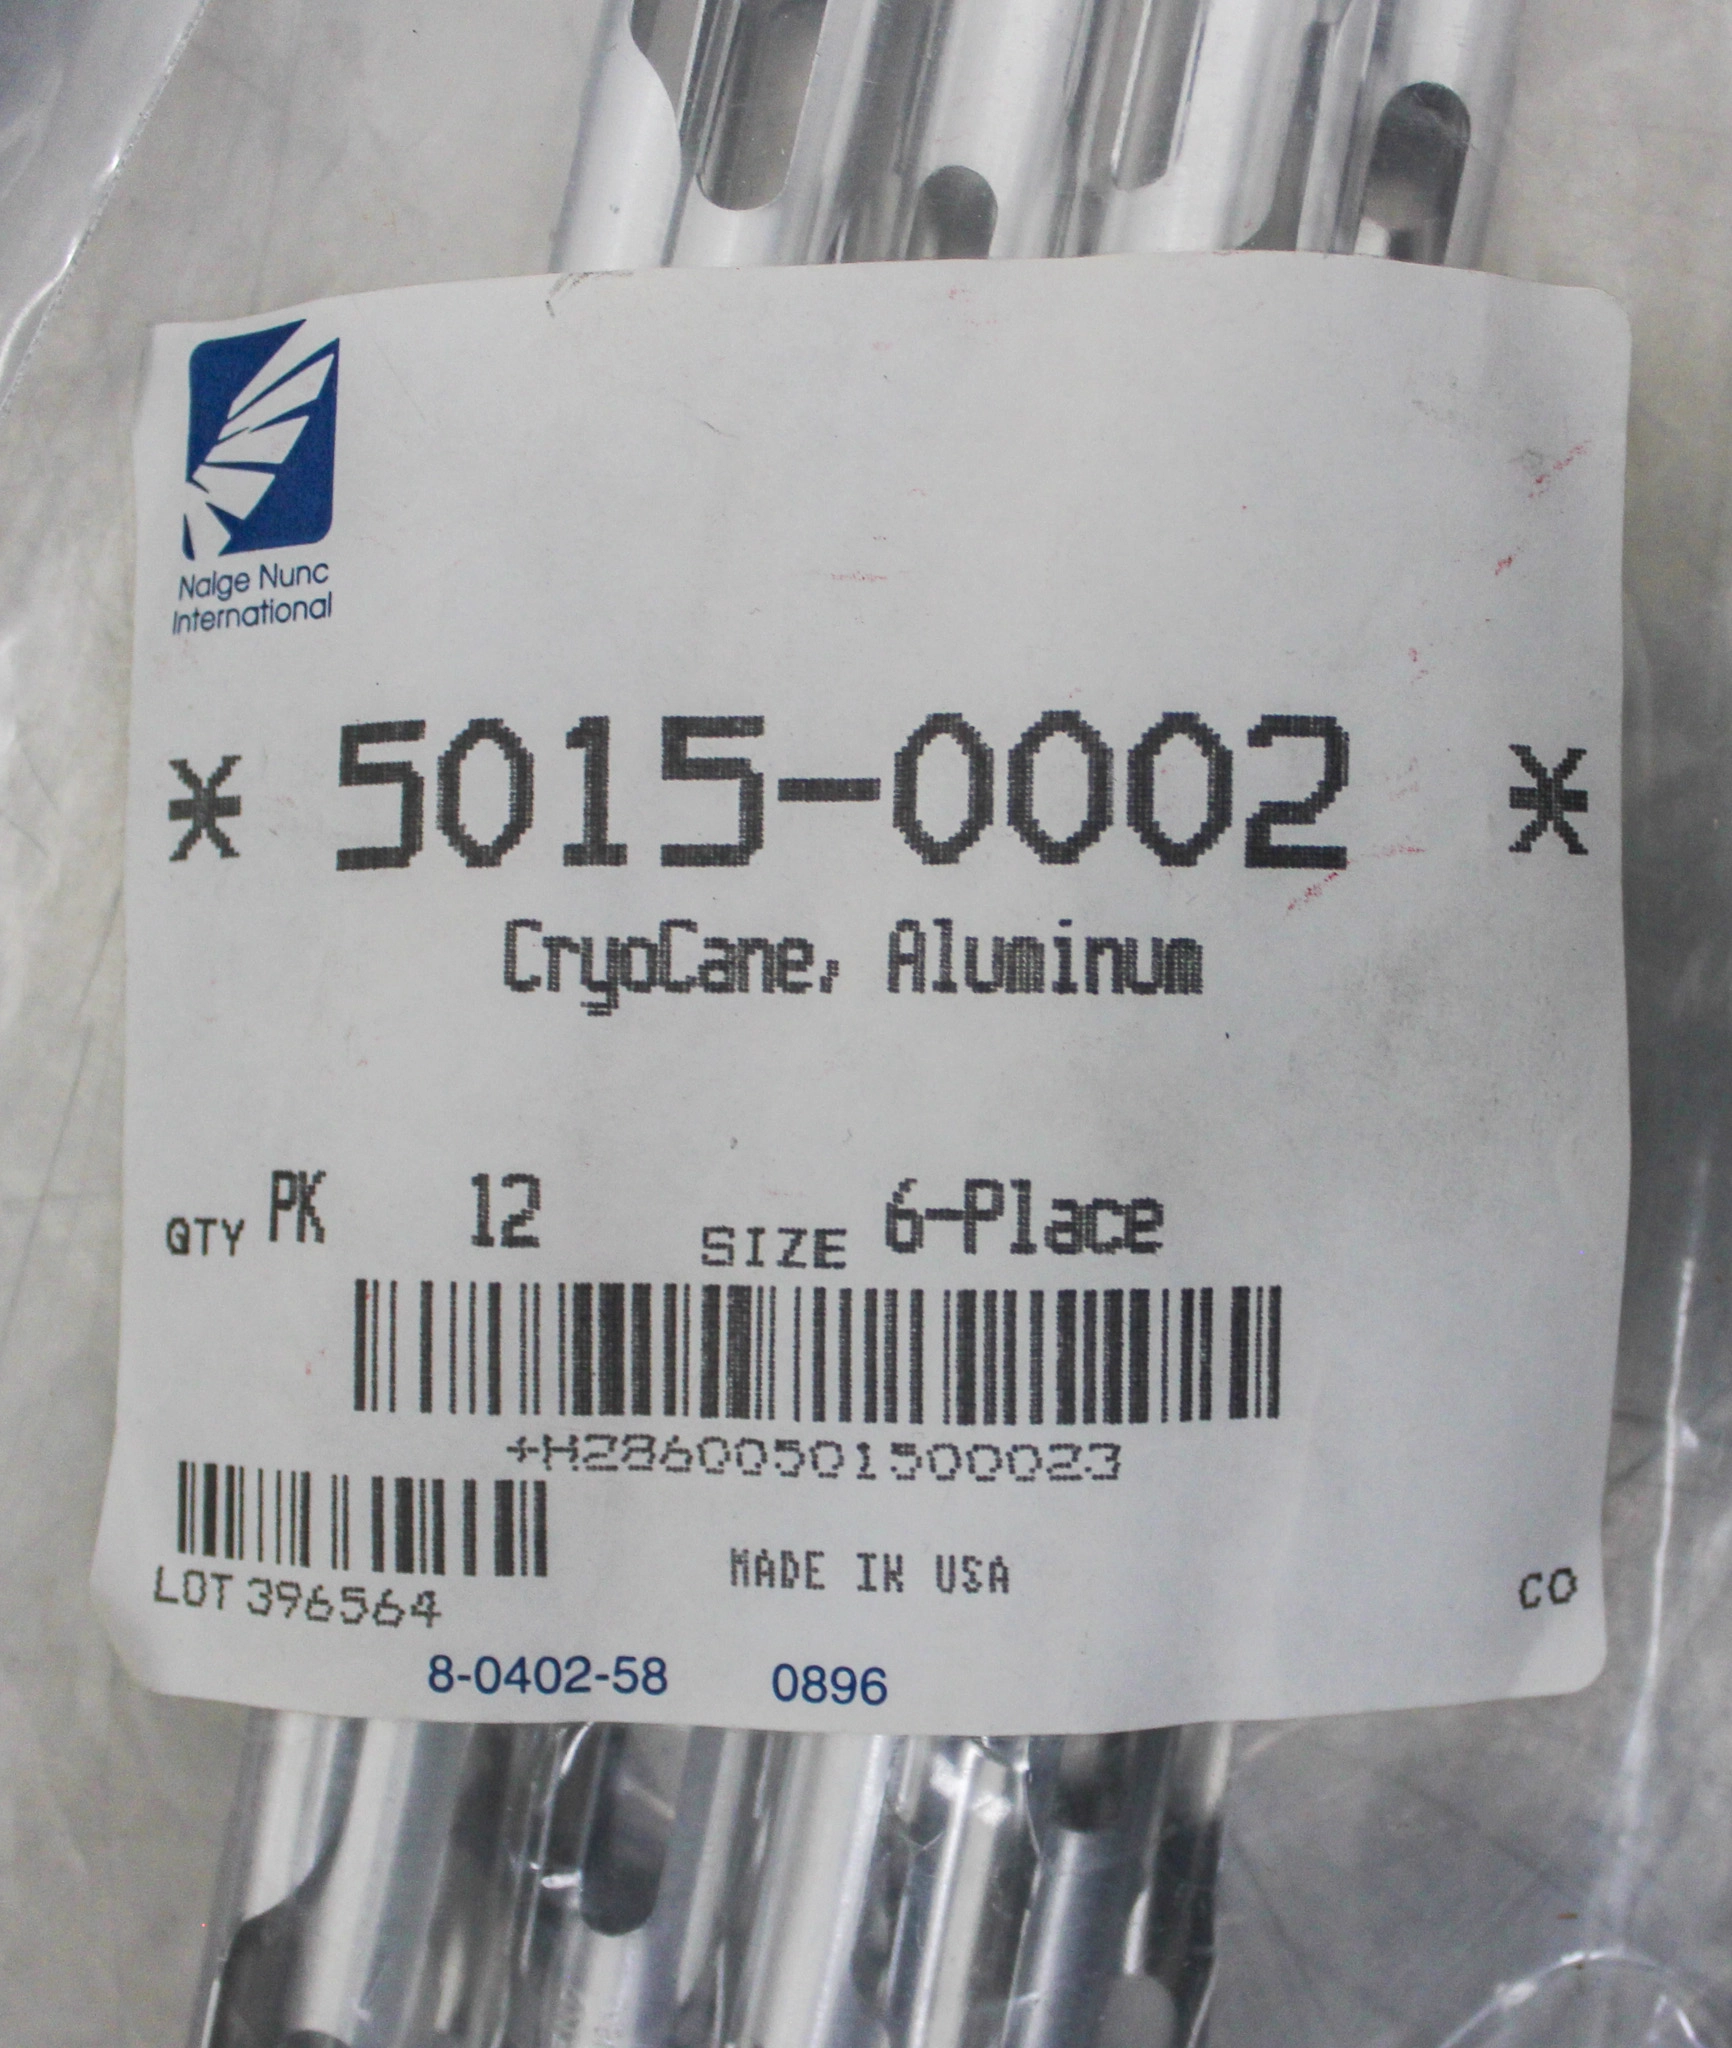 Nalge Nunc
International
* 5015-0002 *
CryoCane, Aluminum
QTY PK 12 SIZE 6-Place
+H28600501500023
LOT 396564
MADE IN USA
CO
8-0402-58 0896